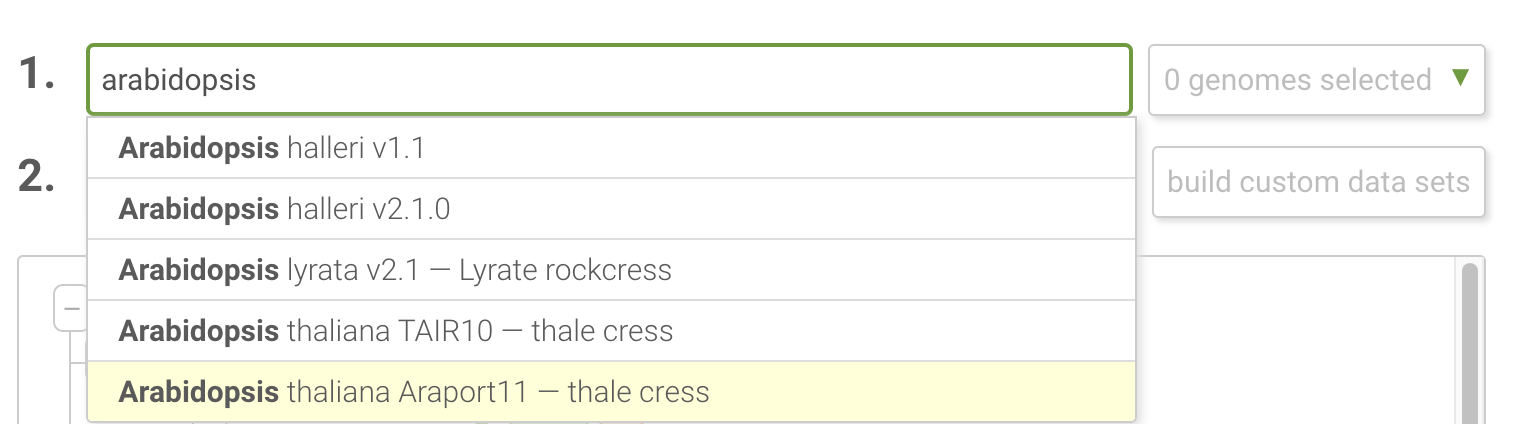 1. arabidopsis 0 genomes selected ▼
Arabidopsis halleri v1.1
2. build custom data sets
Arabidopsis halleri v2.1.0
Arabidopsis lyrata v2.1 — Lyrate rockcress
Arabidopsis thaliana TAIR10 — thale cress
Arabidopsis thaliana Araport11 — thale cress